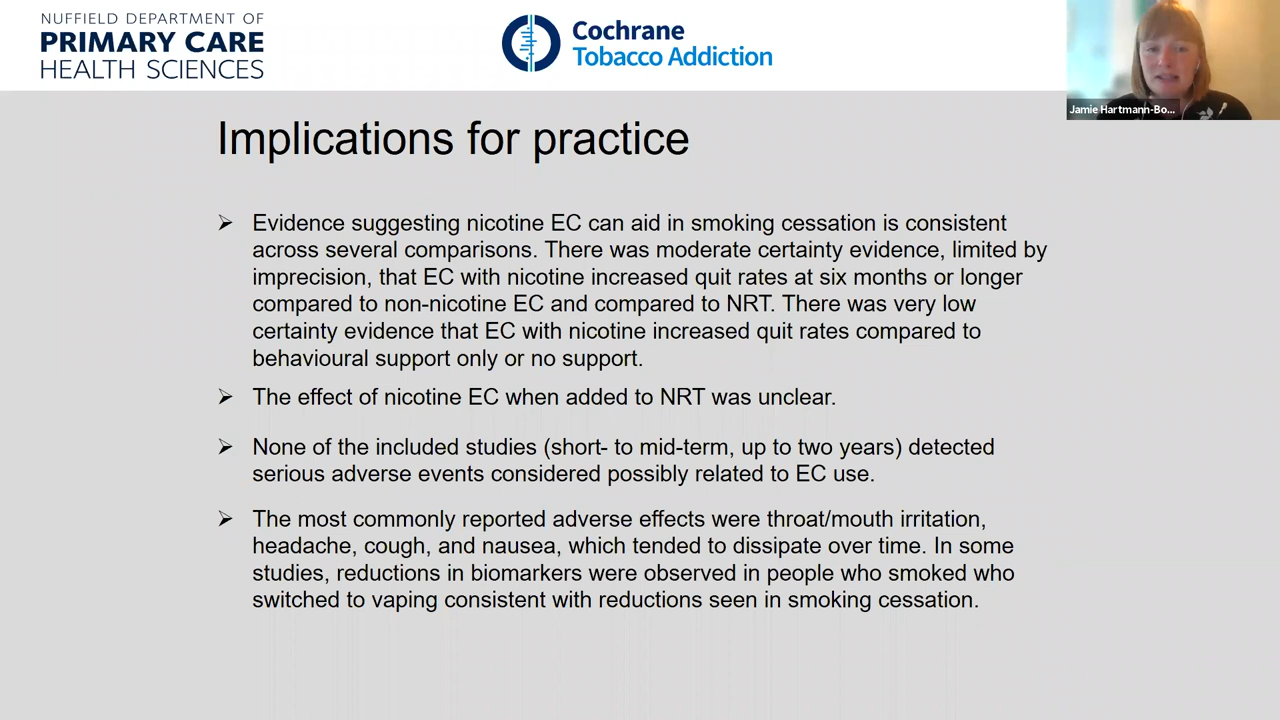 NUFFIELD DEPARTMENT OF
PRIMARY CARE
HEALTH SCIENCES
Cochrane
Tobacco Addiction
Jamie Hartmann-Bo...
Implications for practice
➢ Evidence suggesting nicotine EC can aid in smoking cessation is consistent
across several comparisons. There was moderate certainty evidence, limited by
imprecision, that EC with nicotine increased quit rates at six months or longer
compared to non-nicotine EC and compared to NRT. There was very low
certainty evidence that EC with nicotine increased quit rates compared to
behavioural support only or no support.
➢ The effect of nicotine EC when added to NRT was unclear.
➢ None of the included studies (short- to mid-term, up to two years) detected
serious adverse events considered possibly related to EC use.
➢ The most commonly reported adverse effects were throat/mouth irritation,
headache, cough, and nausea, which tended to dissipate over time. In some
studies, reductions in biomarkers were observed in people who smoked who
switched to vaping consistent with reductions seen in smoking cessation.